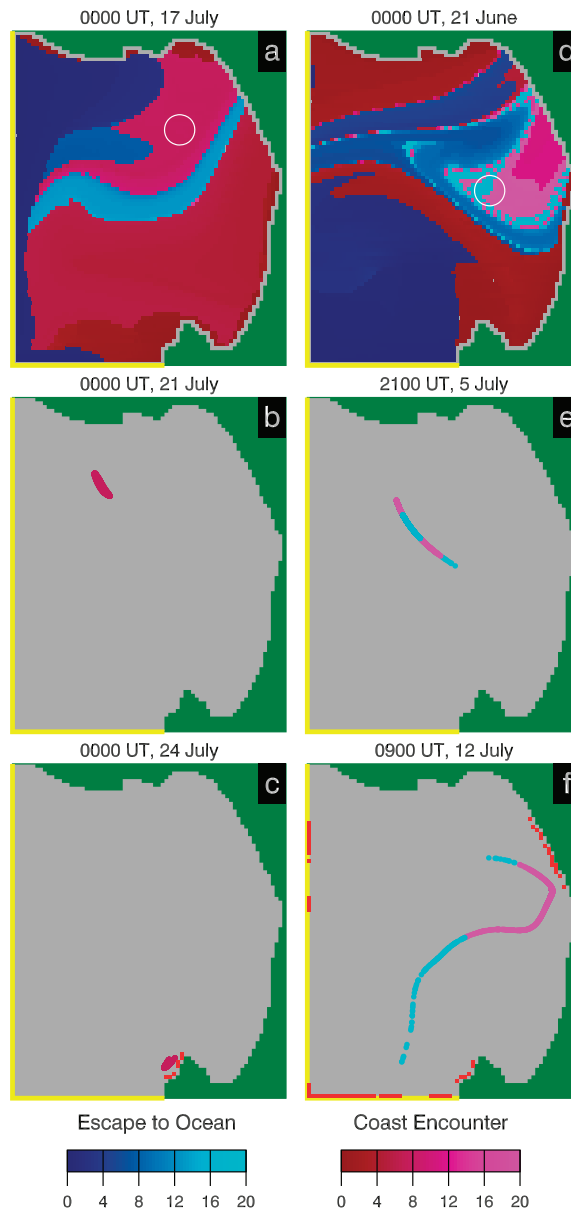 0000 UT, 17 July
a
0000 UT, 21 June
d
0000 UT, 21 July
b
2100 UT, 5 July
e
0000 UT, 24 July
c
0900 UT, 12 July
f
Escape to Ocean
Coast Encounter
0 4 8 12 16 20
0 4 8 12 16 20